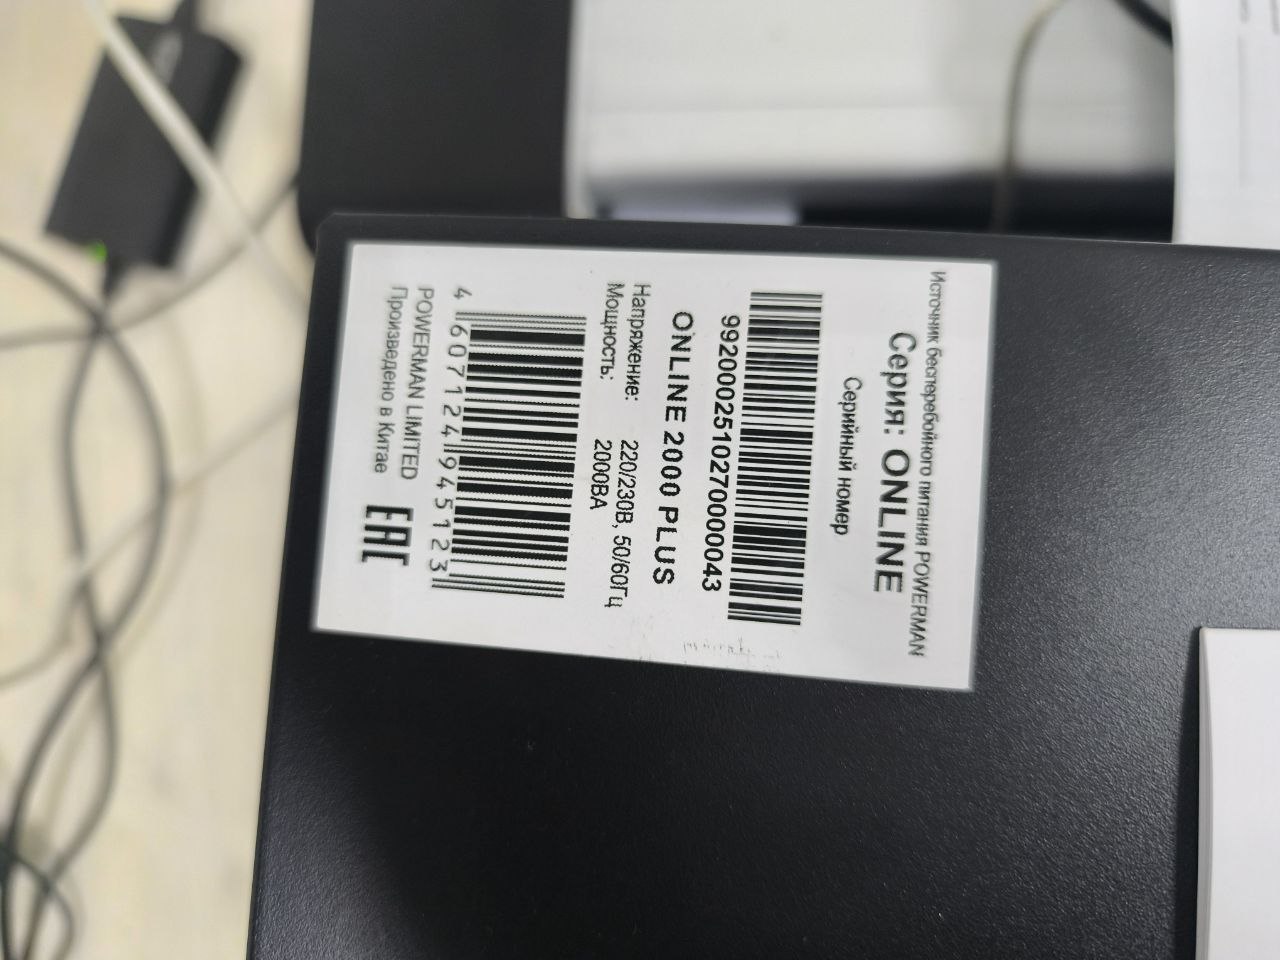 Источник бесперебойного питания POWERMAN
Серия: ONLINE
Серийный номер
992000251027000043
ONLINE 2000 PLUS
Напряжение: 220/230В, 50/60Гц
Мощность: 2000ВА
4 607124 945123
POWERMAN LIMITED
Произведено в Китае
EAC